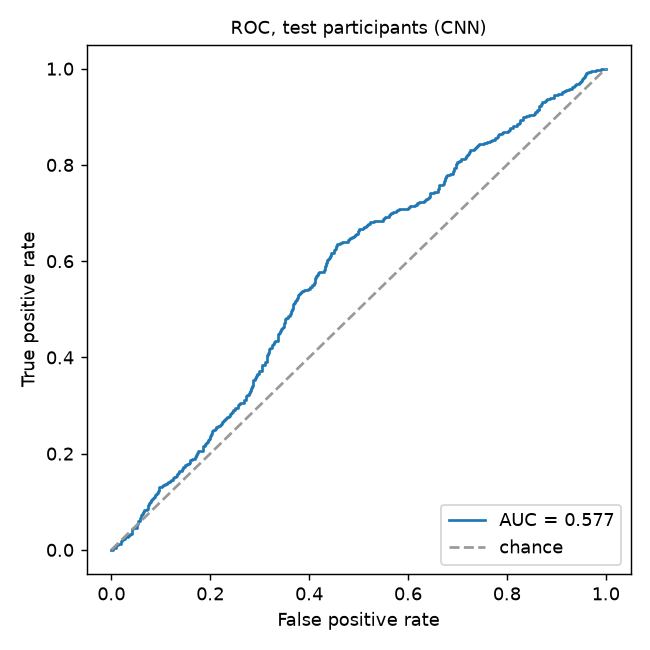 ROC, test participants (CNN)
True positive rate
1.0
0.8
0.6
0.4
0.2
0.0
AUC = 0.577
chance
0.0 0.2 0.4 0.6 0.8 1.0
False positive rate